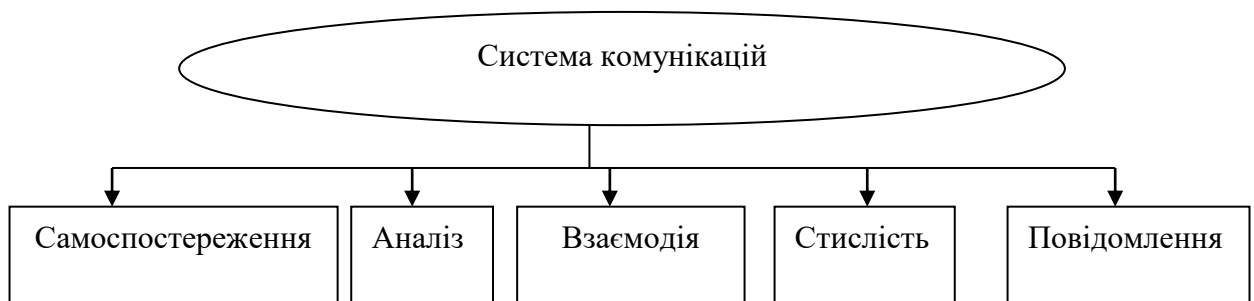 Система комунікацій
Самоспостереження
Аналіз
Взаємодія
Стислість
Повідомлення